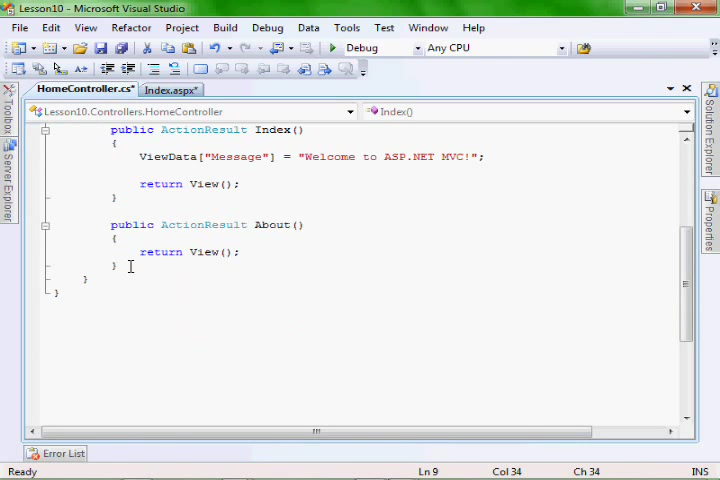 Lesson10 - Microsoft Visual Studio
File Edit View Refactor Project Build Debug Data Tools Test Window Help
Debug Any CPU
HomeController.cs* Index.aspx*
Lesson10.Controllers.HomeController Index()
public ActionResult Index()
{
ViewData["Message"] = "Welcome to ASP.NET MVC!";
return View();
}
public ActionResult About()
{
return View();
}
}
}
Toolbox
Server Explorer
Solution Explorer
Properties
Error List
Ready Ln 9 Col 34 Ch 34 INS